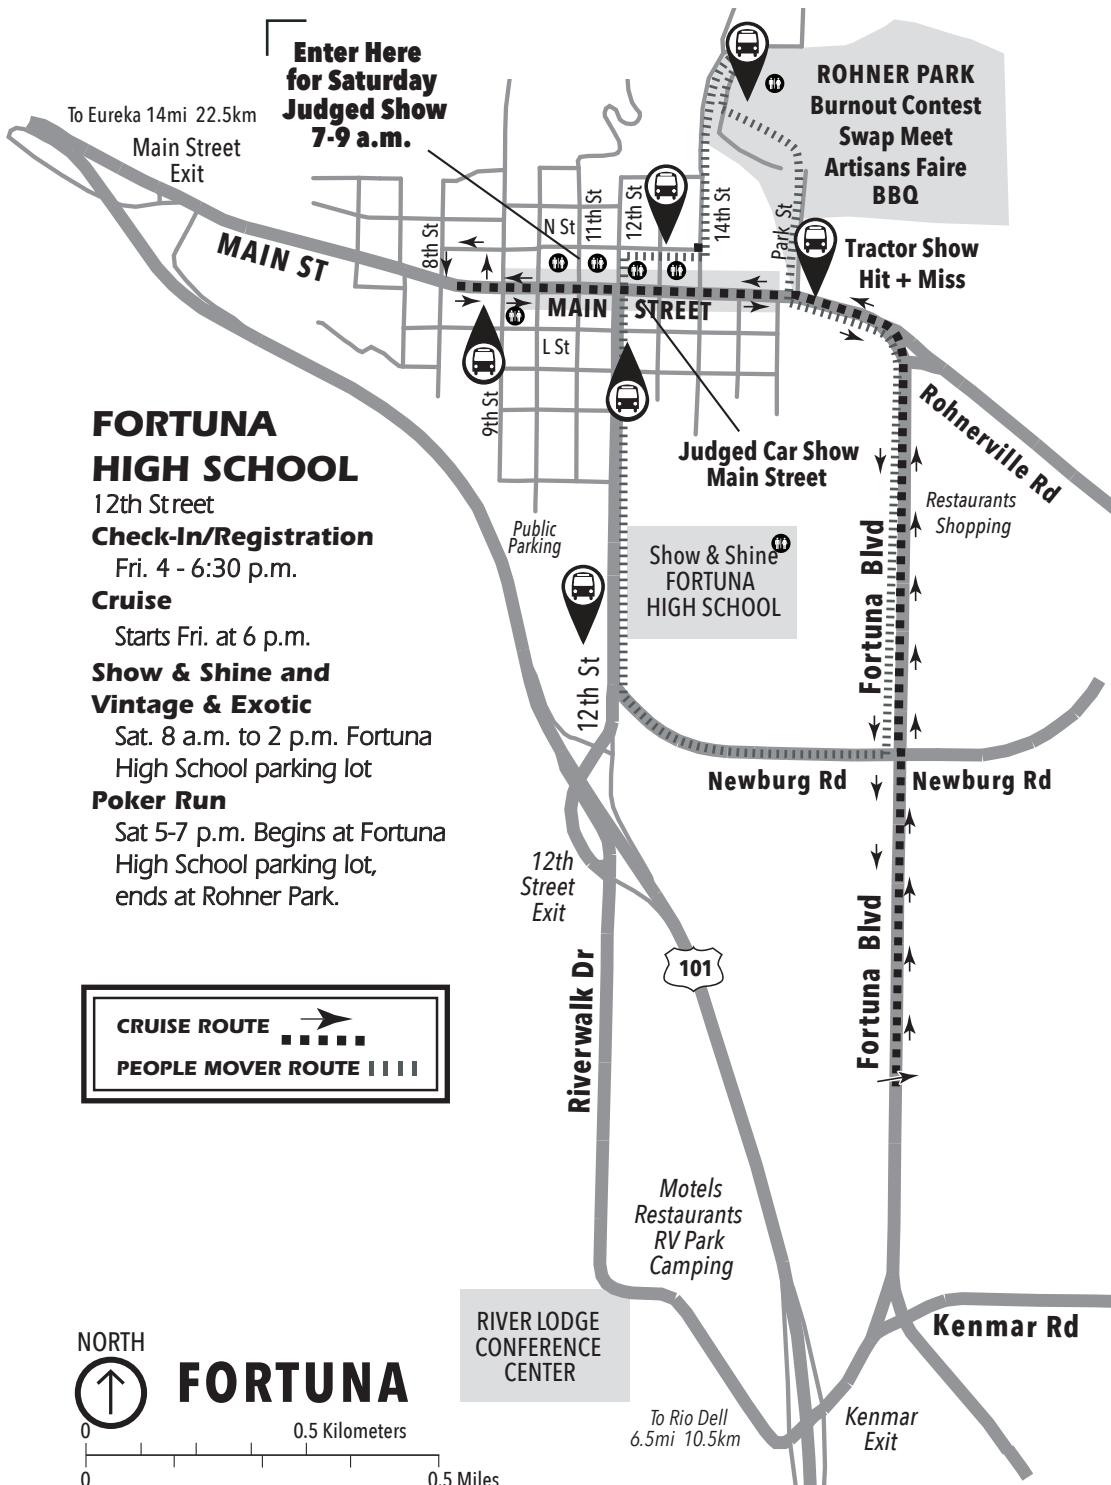 Enter Here
for Saturday
Judged Show
7-9 a.m.
To Eureka 14mi 22.5km
Main Street
Exit
MAIN ST
8th St
N St
11th St
12th St
14th St
Park St
ROHNER PARK
Burnout Contest
Swap Meet
Artisans Faire
BBQ
Tractor Show
Hit + Miss
MAIN STREET
L St
9th St
Rohnerville Rd
Judged Car Show
Main Street
Restaurants
Shopping
Public
Parking
Show & Shine
FORTUNA
HIGH SCHOOL
Fortuna Blvd
12th St
Newburg Rd
Newburg Rd
FORTUNA
HIGH SCHOOL
12th Street
Check-In/Registration
Fri. 4 - 6:30 p.m.
Cruise
Starts Fri. at 6 p.m.
Show & Shine and
Vintage & Exotic
Sat. 8 a.m. to 2 p.m. Fortuna
High School parking lot
Poker Run
Sat 5-7 p.m. Begins at Fortuna
High School parking lot,
ends at Rohner Park.
12th
Street
Exit
101
Fortuna Blvd
Riverwalk Dr
CRUISE ROUTE
PEOPLE MOVER ROUTE
Motels
Restaurants
RV Park
Camping
RIVER LODGE
CONFERENCE
CENTER
Kenmar Rd
To Rio Dell
6.5mi 10.5km
Kenmar
Exit
NORTH
FORTUNA
0 0.5 Kilometers
0 0.5 Miles